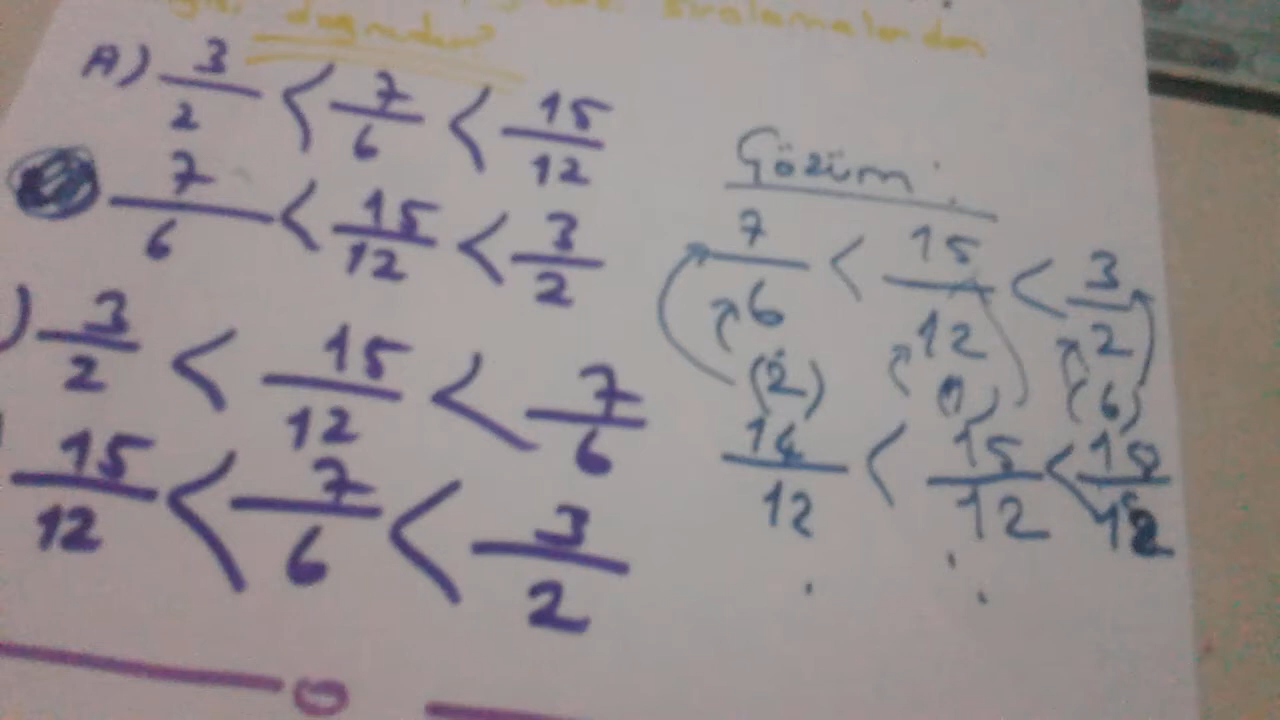 sıralamalardan
doğrudur?
A) 3/2 < 7/6 < 15/12
7/6 < 15/12 < 3/2
) 3/2 < 15/12 < 7/6
15/12 < 7/6 < 3/2
Çözüm:
7/6 < 15/12 < 3/2
(2) (1) (6)
14/12 < 15/12 < 18/12